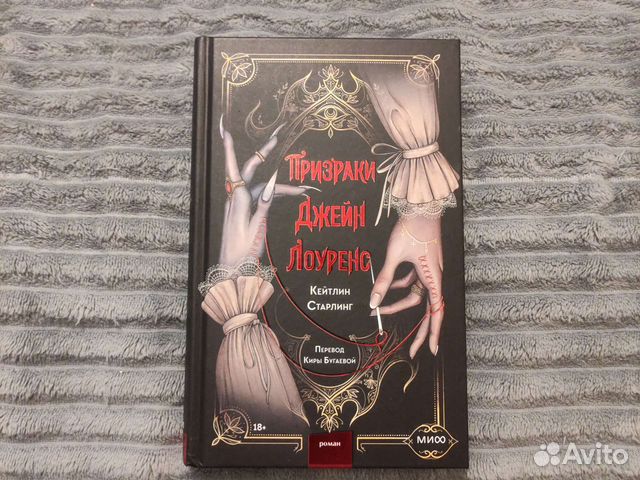 Призраки
Джейн
Лоуренс
Кейтлин
Старлинг
Перевод
Киры Бугаевой
18+
роман
МИФ
Avito